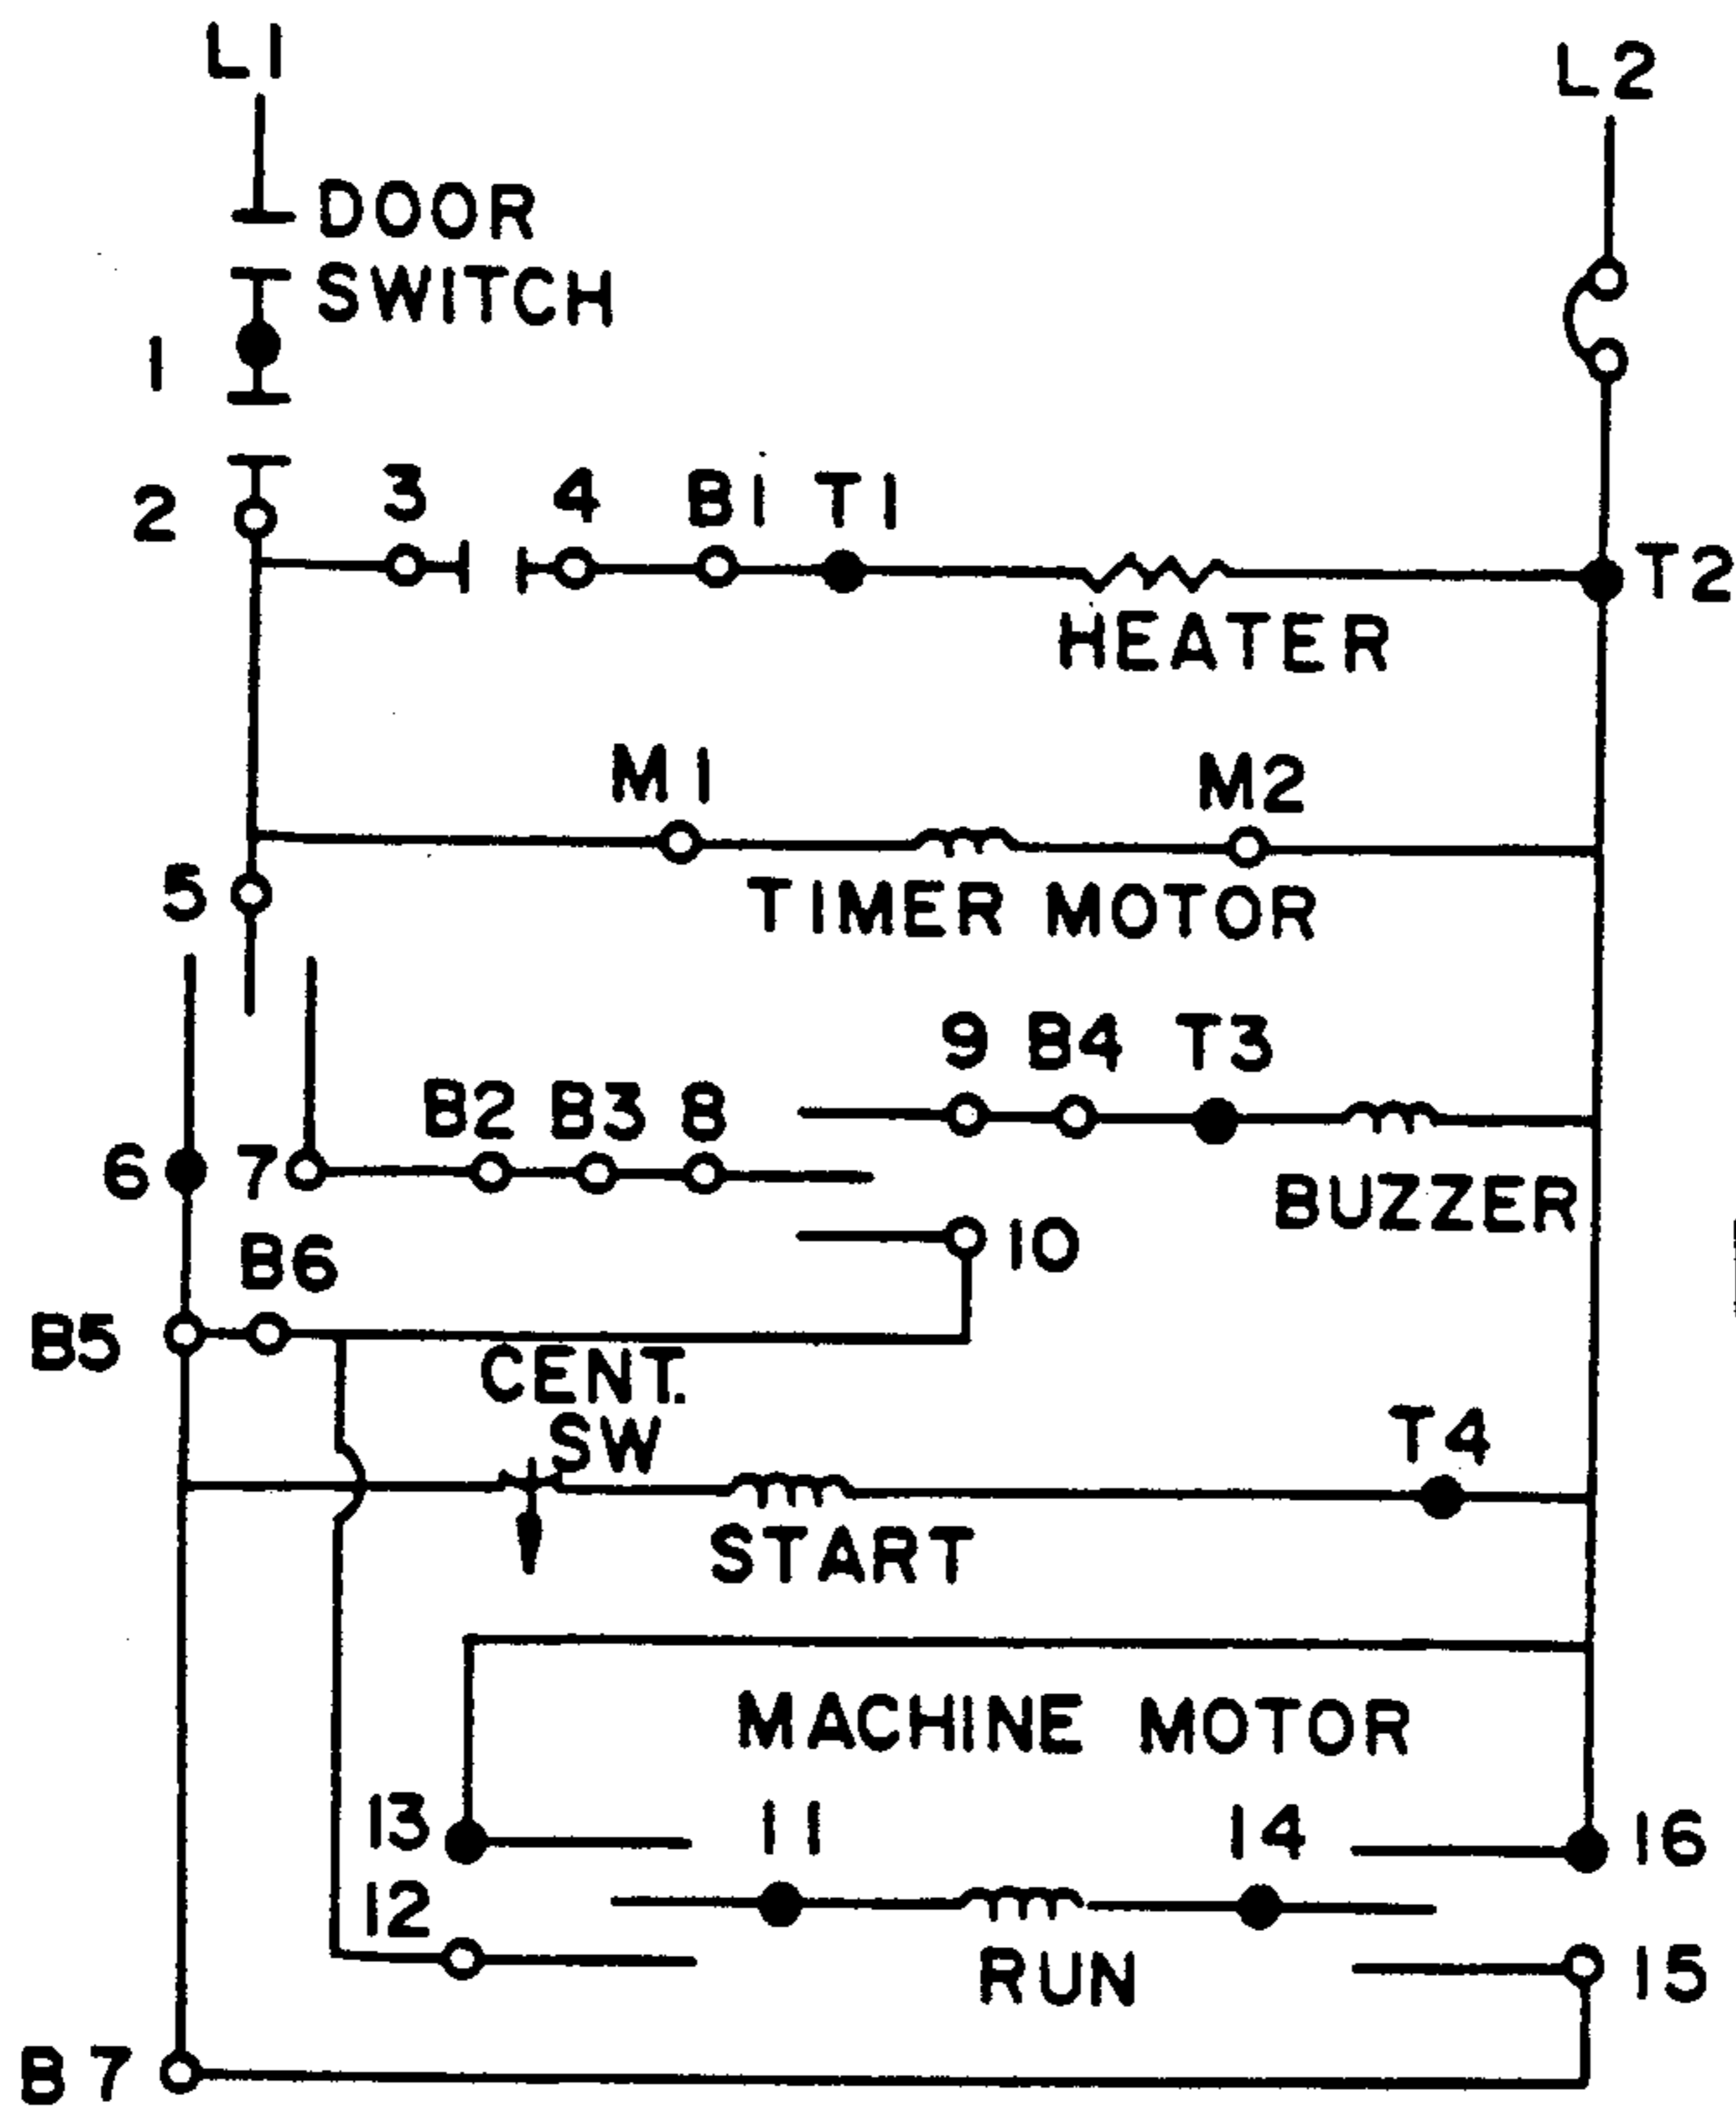 L1 L2
DOOR
SWITCH
1
2 3 4 B1 T1 T2
HEATER
M1 M2
5 TIMER MOTOR
9 B4 T3
B2 B3 8
6 7 BUZZER
B6 10
B5 CENT.
SW T4
START
MACHINE MOTOR
13 11 14 16
12 RUN 15
B7